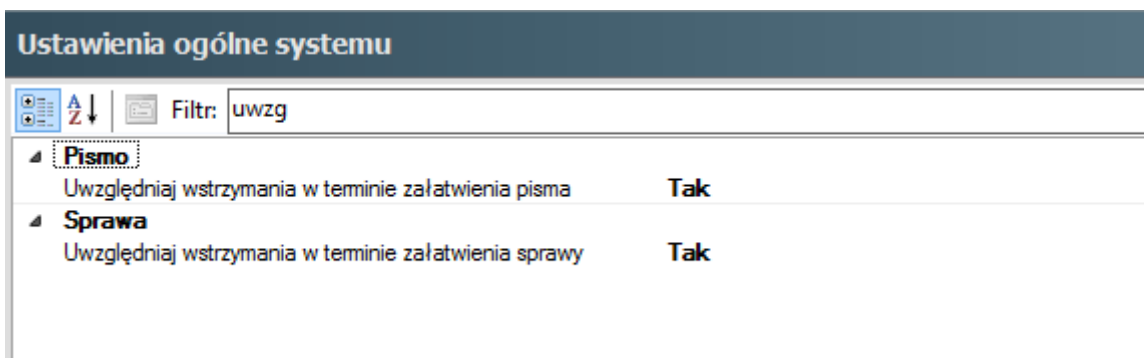 Ustawienia ogólne systemu
Filtr: uwzg
Pismo
Uwzględniaj wstrzymania w terminie załatwienia pisma Tak
Sprawa
Uwzględniaj wstrzymania w terminie załatwienia sprawy Tak